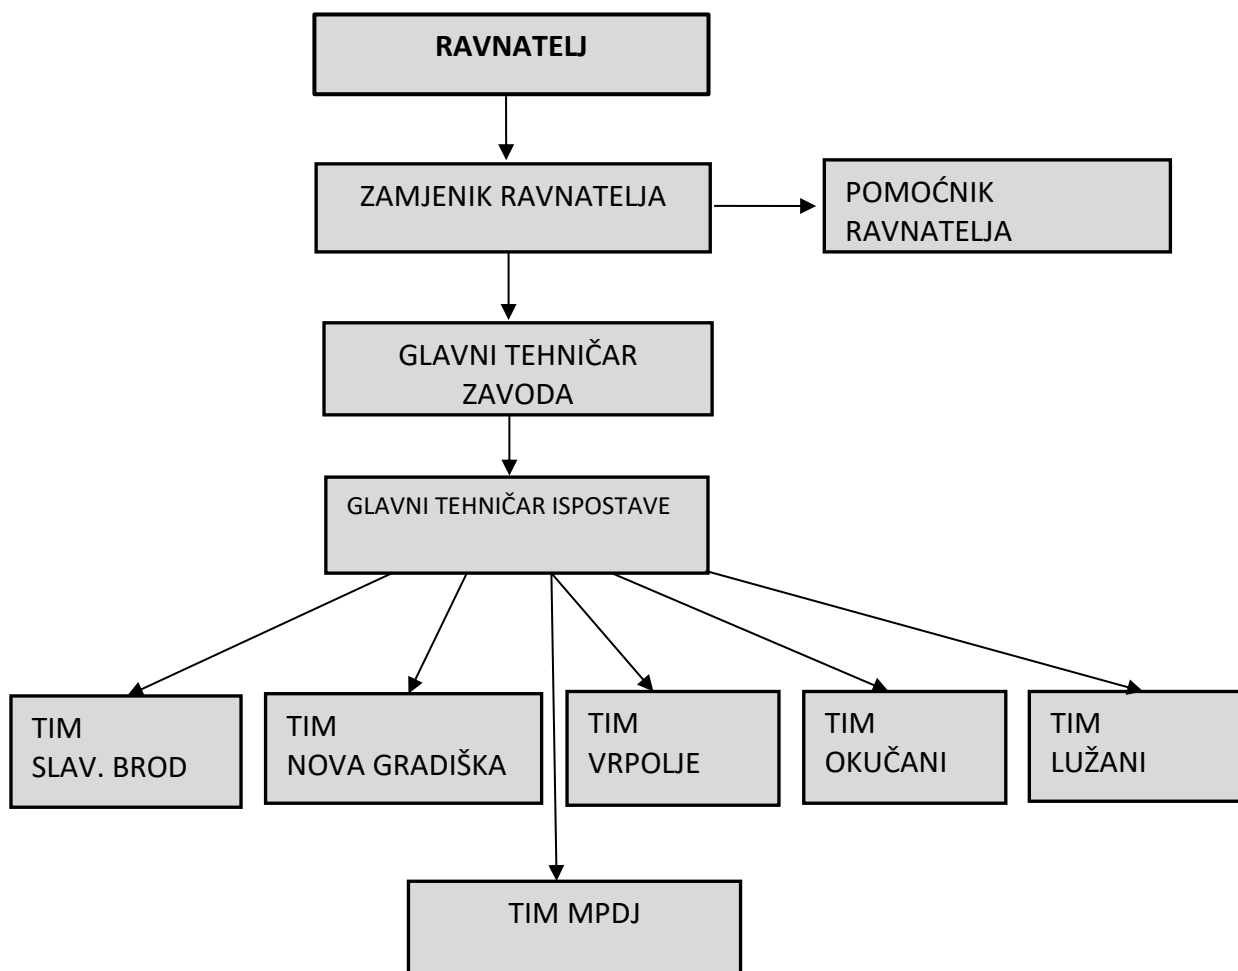 RAVNATELJ
ZAMJENIK RAVNATELJA
POMOĆNIK
RAVNATELJA
GLAVNI TEHNIČAR
ZAVODA
GLAVNI TEHNIČAR ISPOSTAVE
TIM
SLAV. BROD
TIM
NOVA GRADIŠKA
TIM
VRPOLJE
TIM
OKUČANI
TIM
LUŽANI
TIM MPDJ